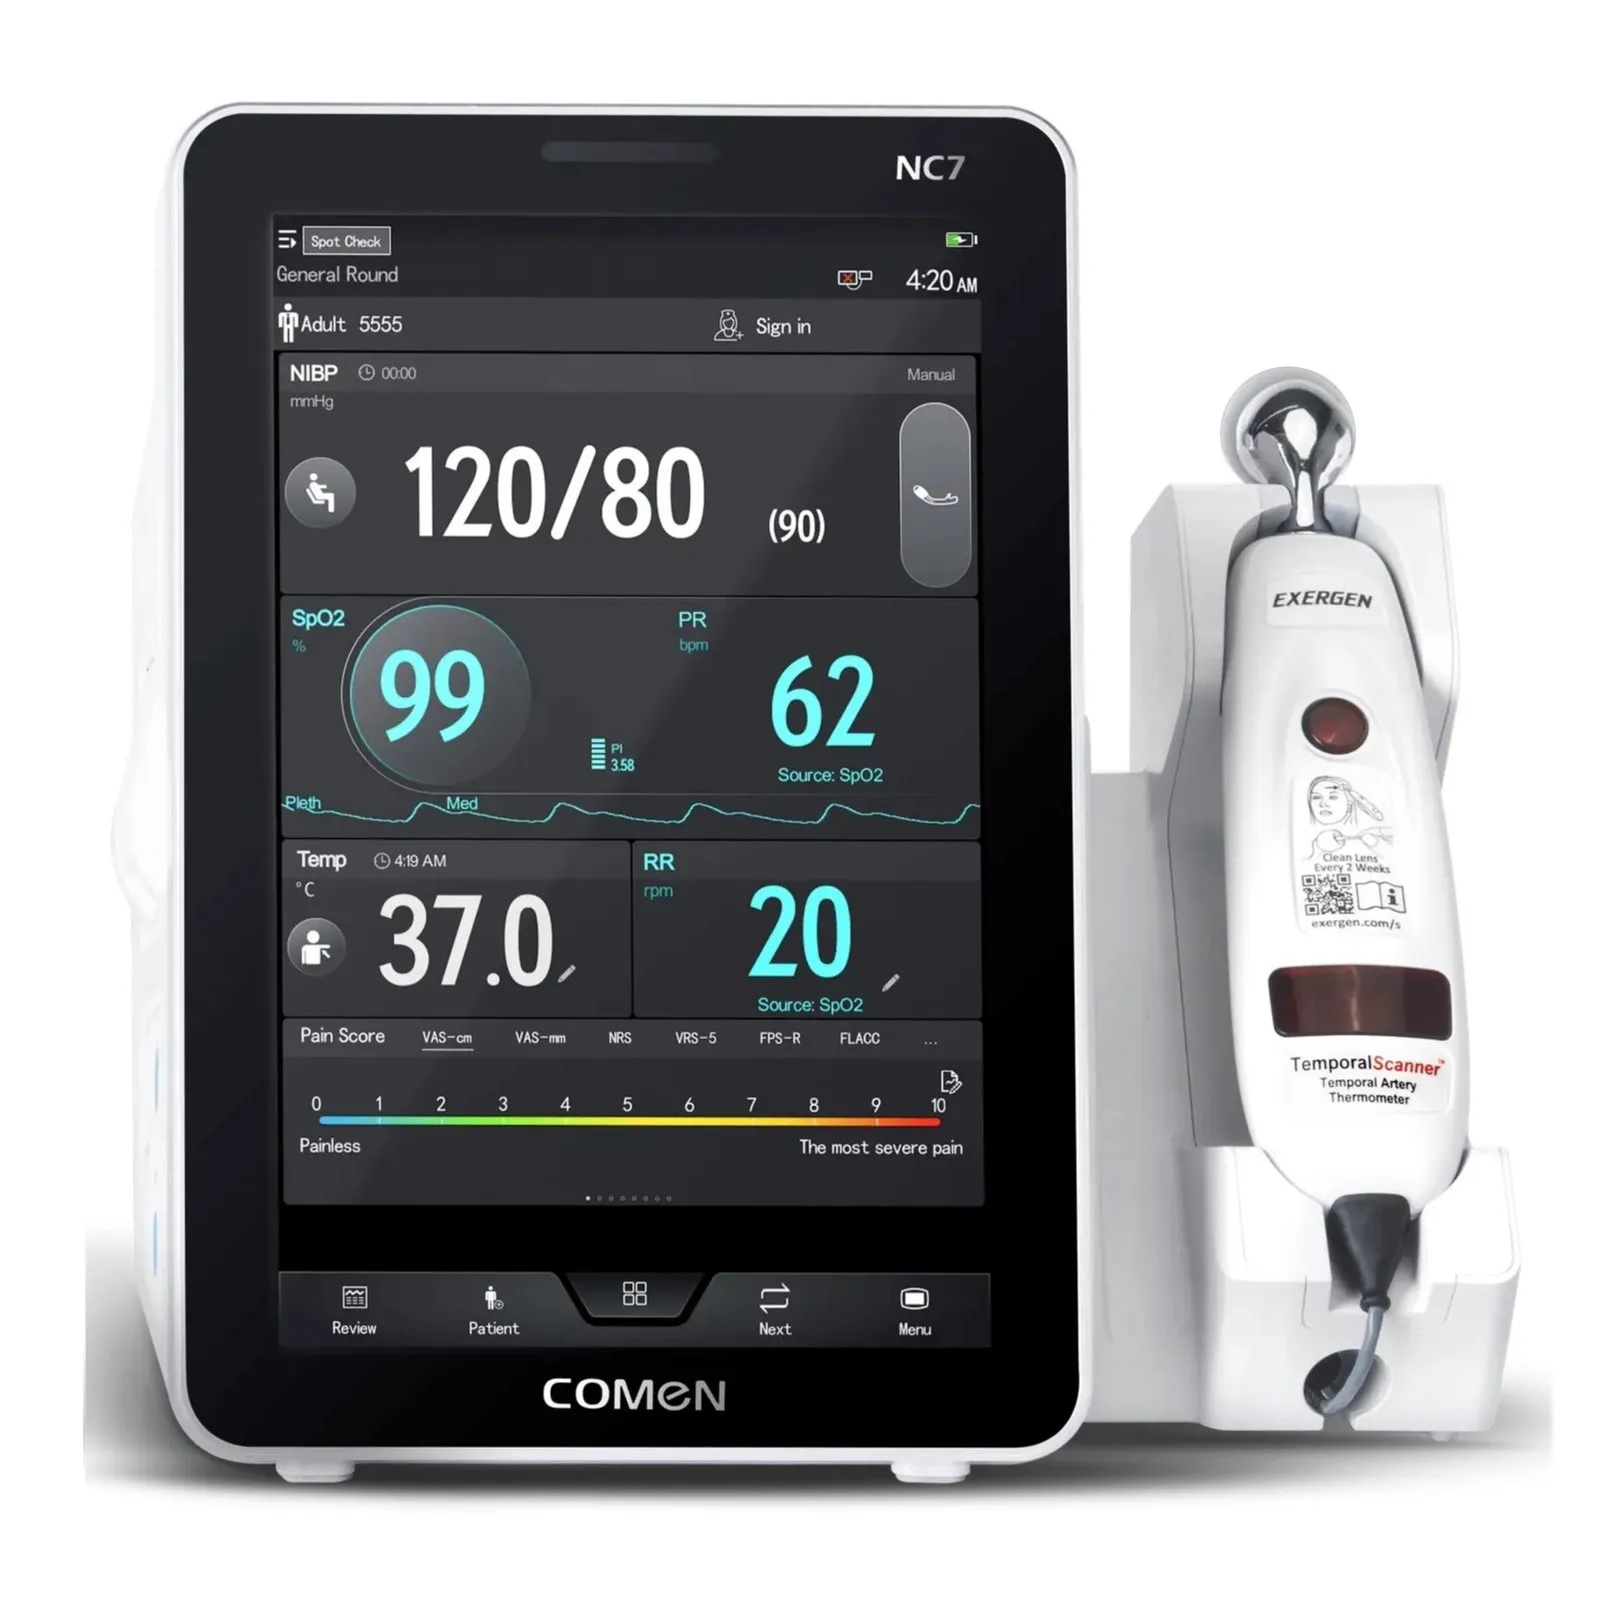 NC7
Spot Check
General Round
4:20 AM
Adult 5555
Sign in
NIBP 00:00 Manual
mmHg
120/80 (90)
SpO2
%
99
PI
3.58
PR
bpm
62
Source: SpO2
Pleth Med
Temp 4:19 AM
°C
37.0
RR
rpm
20
Source: SpO2
Pain Score VAS-cm VAS-mm NRS VRS-5 FPS-R FLACC ...
0 1 2 3 4 5 6 7 8 9 10
Painless The most severe pain
Review Patient Next Menu
COMEN
EXERGEN
Clean Lens
Every 2 Weeks
i
exergen.com/s
TemporalScanner™
Temporal Artery
Thermometer